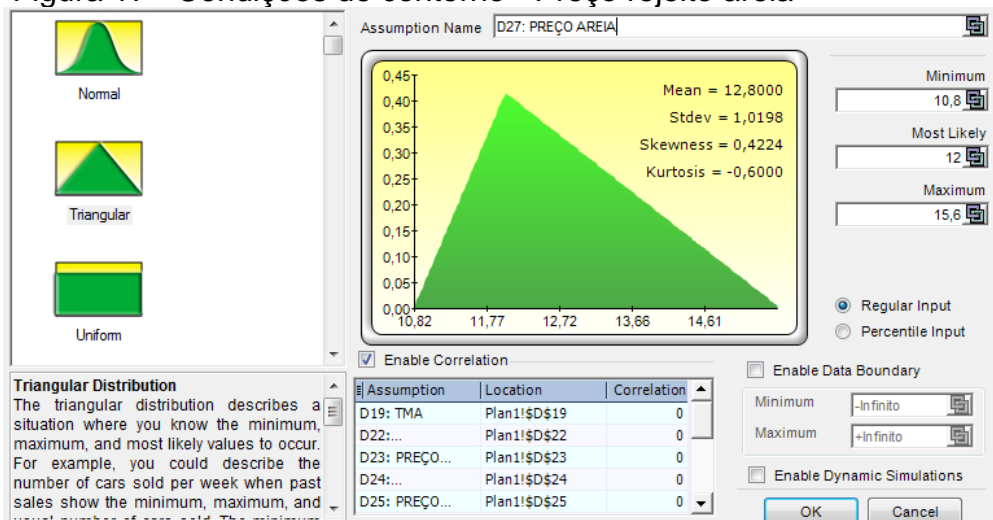 Assumption Name D27: PREÇO AREIA
Normal
Triangular
Uniform
0,45
0,40
0,35
0,30
0,25
0,20
0,15
0,10
0,05
0,00
10,82 11,77 12,72 13,66 14,61
Mean = 12,8000
Stdev = 1,0198
Skewness = 0,4224
Kurtosis = -0,6000
Minimum
10,8
Most Likely
12
Maximum
15,6
Regular Input
Percentile Input
Triangular Distribution
The triangular distribution describes a
situation where you know the minimum,
maximum, and most likely values to occur.
For example, you could describe the
number of cars sold per week when past
sales show the minimum, maximum, and
Enable Correlation
Assumption Location Correlation
D19: TMA Plan1!$D$19 0
D22:... Plan1!$D$22 0
D23: PREÇO... Plan1!$D$23 0
D24:... Plan1!$D$24 0
D25: PREÇO... Plan1!$D$25 0
Enable Data Boundary
Minimum -Infinito
Maximum +Infinito
Enable Dynamic Simulations
OK Cancel